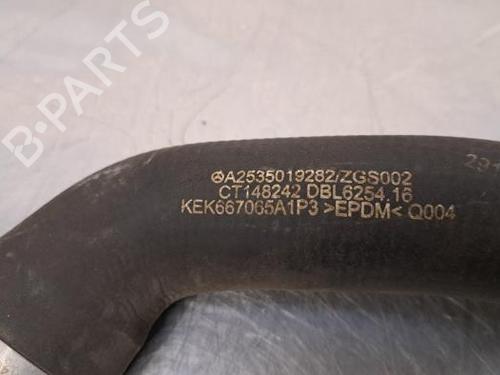 A2535019282/ZGS002
CT148242 DBL6254.16
KEK667065A1P3 >EPDM< Q004
B-PARTS